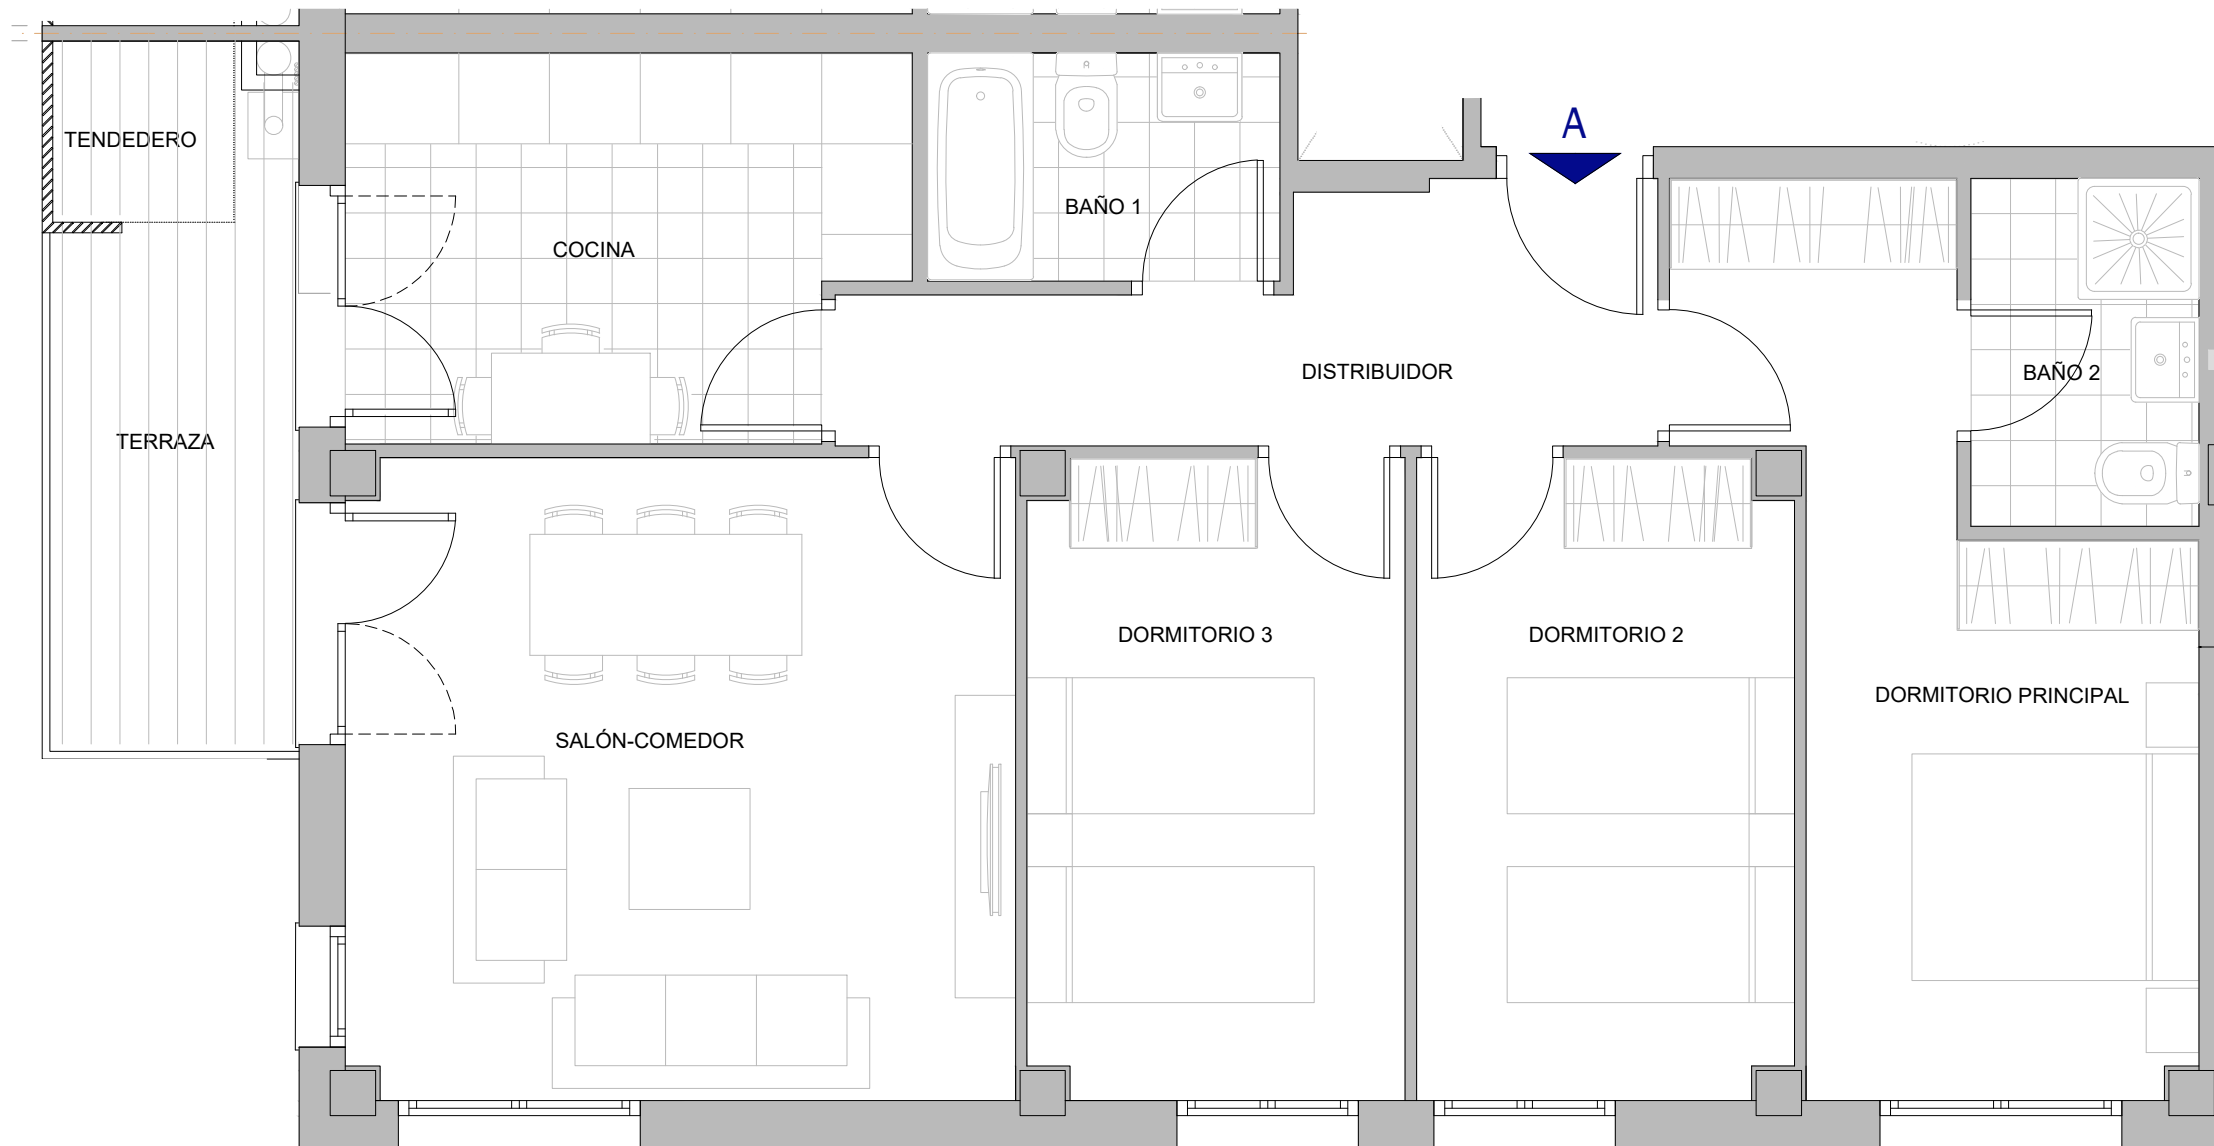 A
TENDEDERO
BAÑO 1
COCINA
DISTRIBUIDOR
BAÑO 2
TERRAZA
DORMITORIO 3
DORMITORIO 2
DORMITORIO PRINCIPAL
SALÓN-COMEDOR